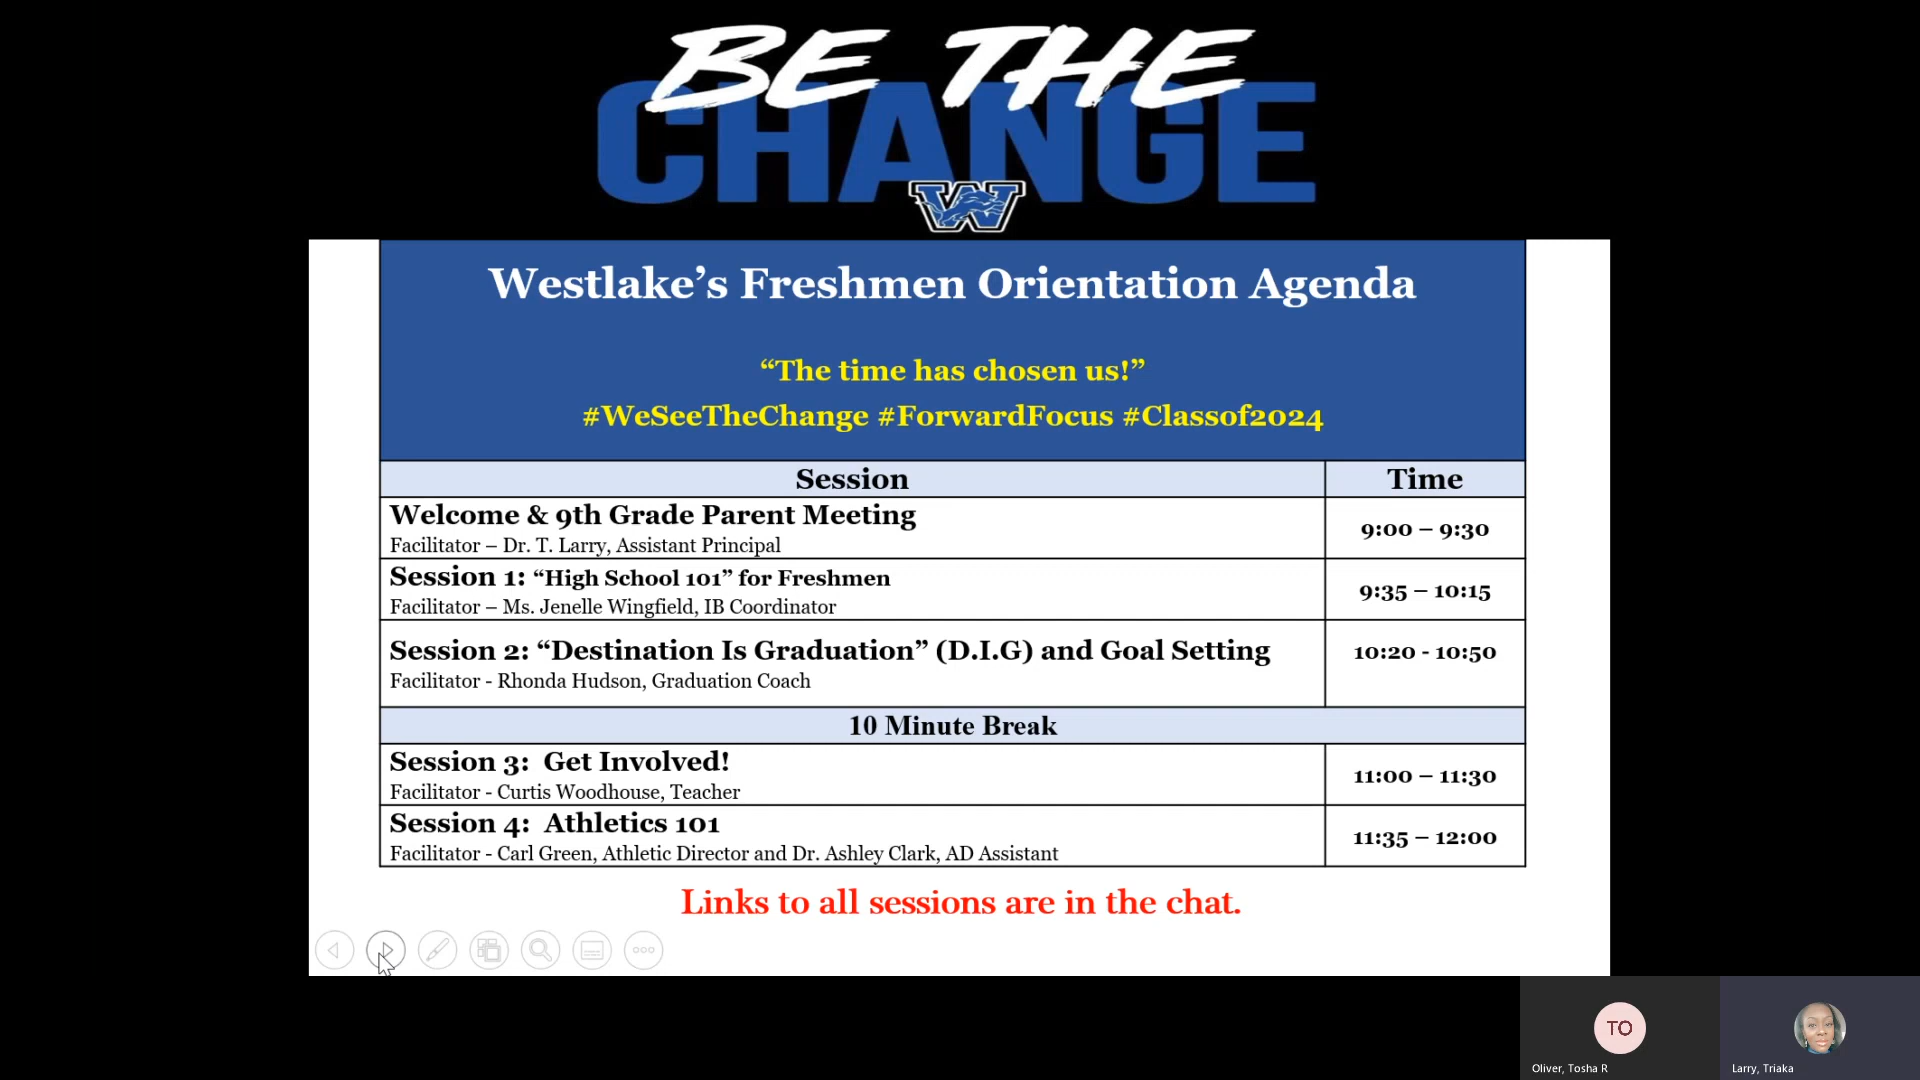 BE THE
CHANGE
W
Westlake’s Freshmen Orientation Agenda
“The time has chosen us!”
#WeSeeTheChange #ForwardFocus #Classof2024
Session Time
Welcome & 9th Grade Parent Meeting
Facilitator – Dr. T. Larry, Assistant Principal
9:00 – 9:30
Session 1: “High School 101” for Freshmen
Facilitator – Ms. Jenelle Wingfield, IB Coordinator
9:35 – 10:15
Session 2: “Destination Is Graduation” (D.I.G) and Goal Setting
Facilitator - Rhonda Hudson, Graduation Coach
10:20 - 10:50
10 Minute Break
Session 3:  Get Involved!
Facilitator - Curtis Woodhouse, Teacher
11:00 – 11:30
Session 4:  Athletics 101
Facilitator - Carl Green, Athletic Director and Dr. Ashley Clark, AD Assistant
11:35 – 12:00
Links to all sessions are in the chat.
TO
Oliver, Tosha R
Larry, Triaka